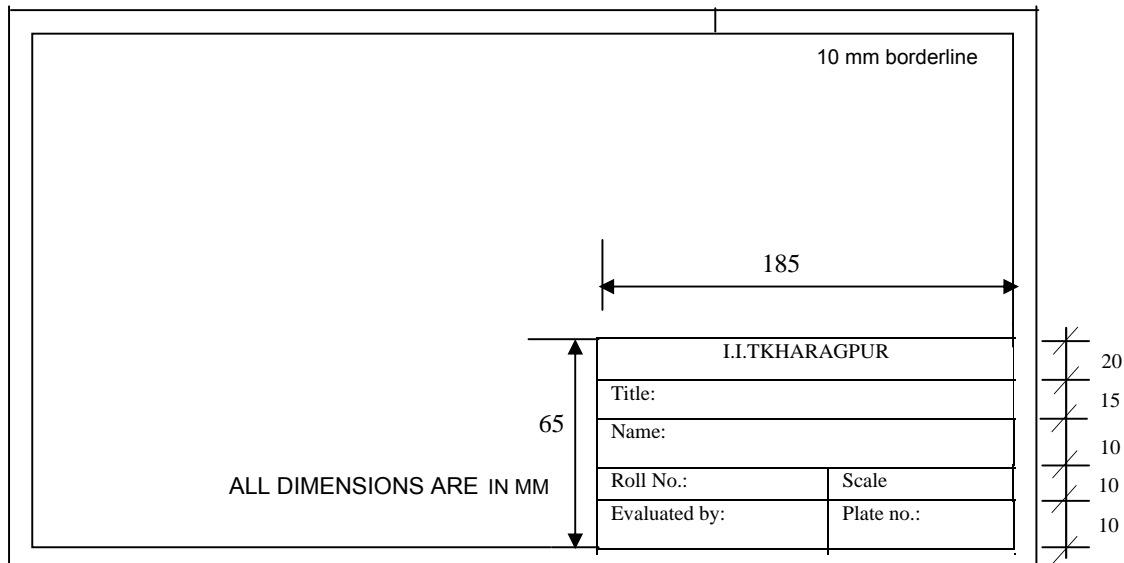 10 mm borderline
185
I.I.TKHARAGPUR
20
Title:
15
65
Name:
10
ALL DIMENSIONS ARE IN MM
Roll No.: Scale
10
Evaluated by: Plate no.:
10